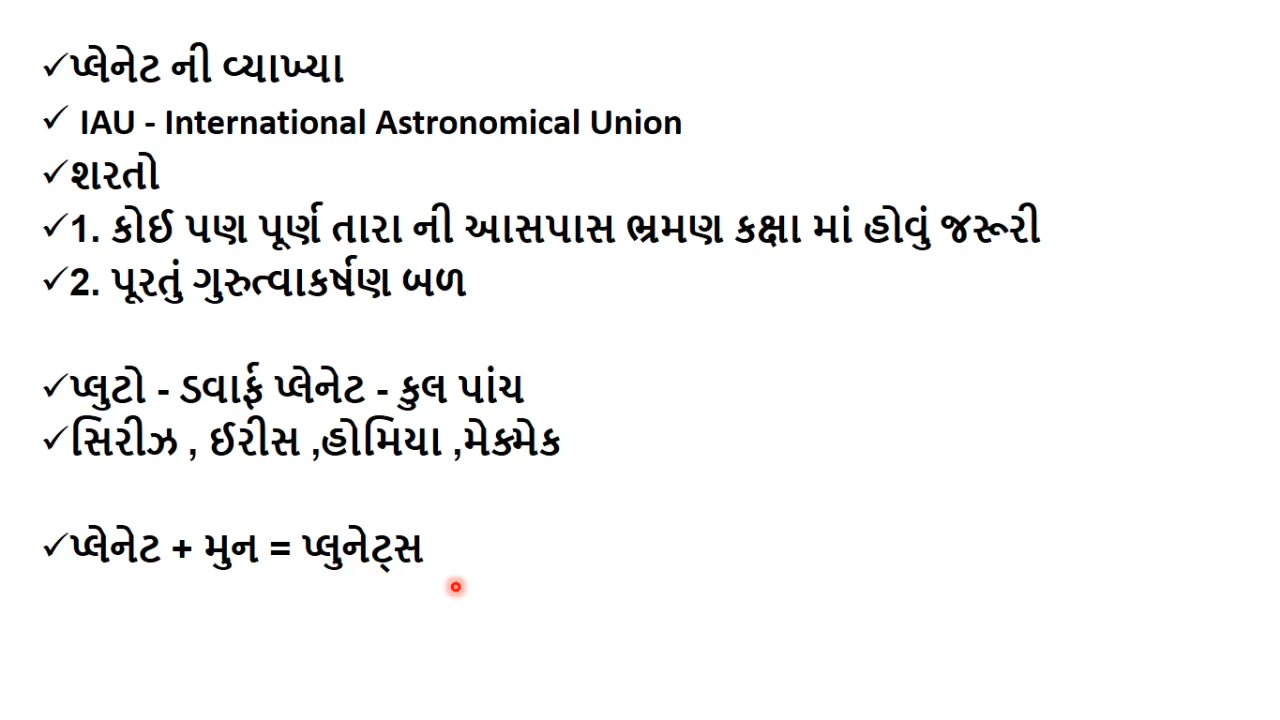 ✓પ્લેનેટ ની વ્યાખ્યા
✓ IAU - International Astronomical Union
✓શરતો
✓1. કોઈ પણ પૂર્ણ તારા ની આસપાસ ભ્રમણ કક્ષા માં હોવું જરૂરી
✓2. પૂરતું ગુરુત્વાકર્ષણ બળ
✓પ્લુટો - ડવાર્ફ પ્લેનેટ - કુલ પાંચ
✓સિરીઝ , ઈરીસ ,હોમિયા ,મેક્મેક
✓પ્લેનેટ + મુન = પ્લુનેટ્સ